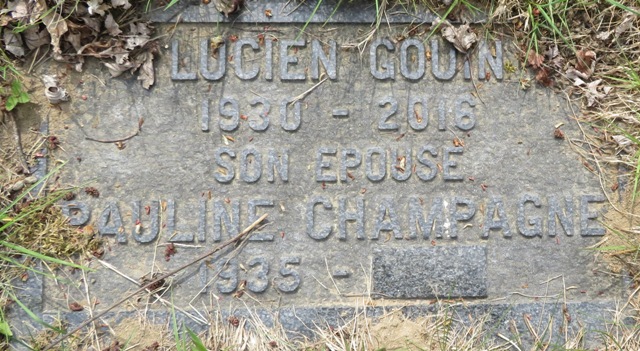 LUCIEN GOUIN
1930 - 2016
SON EPOUSE
PAULINE CHAMPAGNE
1935 -